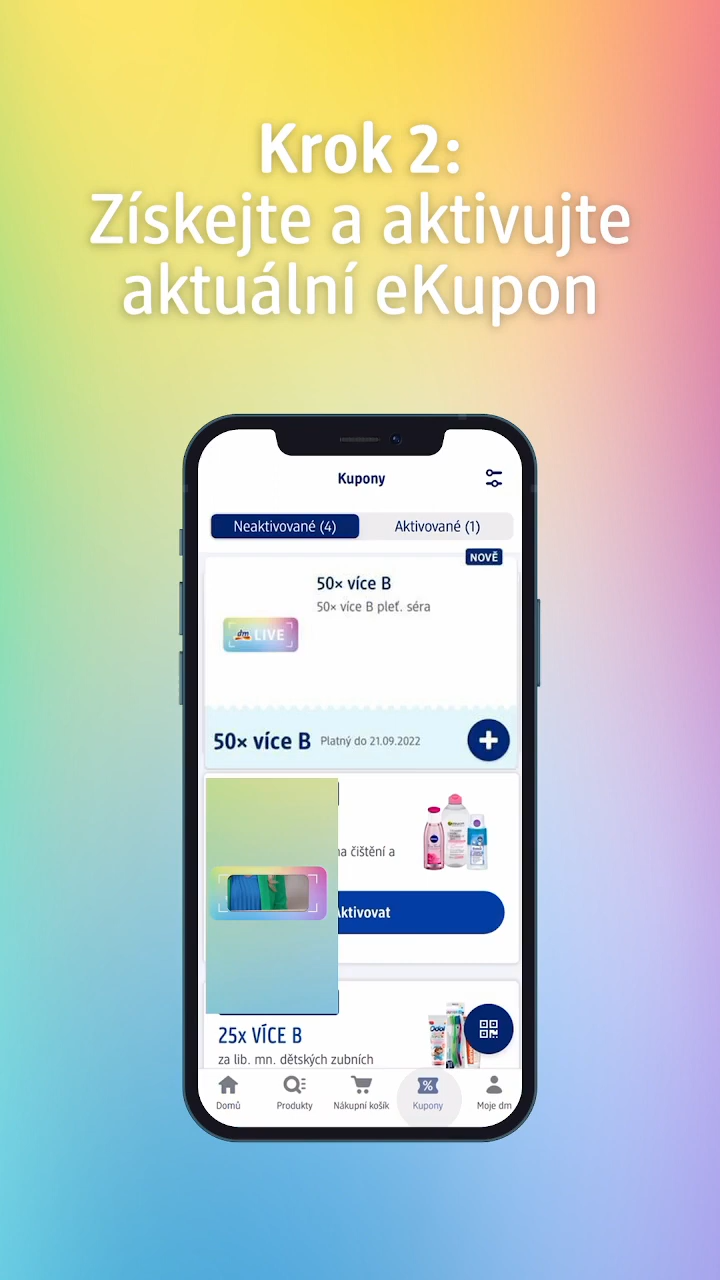 Krok 2:
Získejte a aktivujte
aktuální eKupon
Kupony
Neaktivované (4)
Aktivované (1)
NOVĚ
50× více B
50× více B pleť. séra
dm LIVE
50× více B
Platný do 21.09.2022
na čištění a
Aktivovat
25x VÍCE B
za lib. mn. dětských zubních
Domů
Produkty
Nákupní košík
Kupony
Moje dm